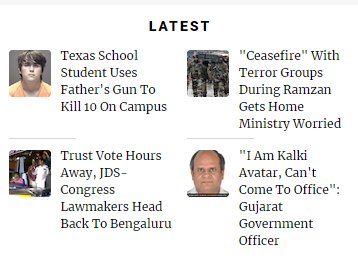 LATEST
Texas School
Student Uses
Father's Gun To
Kill 10 On Campus
"Ceasefire" With
Terror Groups
During Ramzan
Gets Home
Ministry Worried
Trust Vote Hours
Away, JDS-
Congress
Lawmakers Head
Back To Bengaluru
"I Am Kalki
Avatar, Can't
Come To Office":
Gujarat
Government
Officer